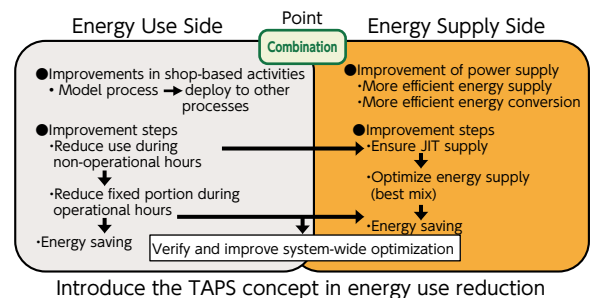 Energy Use Side
Point
Energy Supply Side
Combination
●Improvements in shop-based activities
・Model process → deploy to other
processes
●Improvement steps
・Reduce use during
non-operational hours
・Reduce fixed portion during
operational hours
・Energy saving
●Improvement of power supply
・More efficient energy supply
・More efficient energy conversion
●Improvement steps
・Ensure JIT supply
・Optimize energy supply
(best mix)
・Energy saving
Verify and improve system-wide optimization
Introduce the TAPS concept in energy use reduction